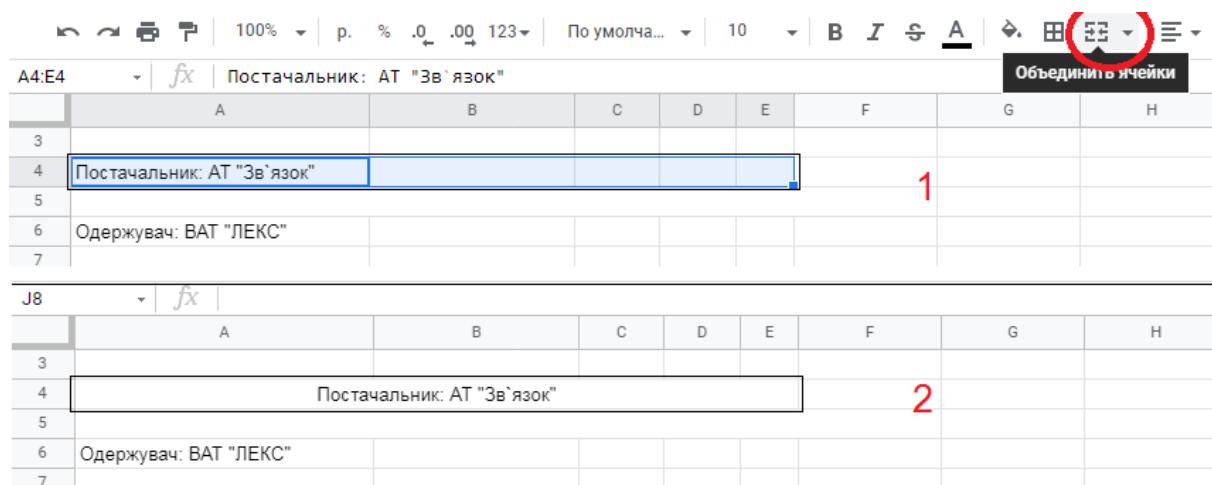 100% р. % .0 .00 123 По умолча... 10 B I S A
A4:E4 fx Постачальник: АТ "Зв`язок" Объединить ячейки
A B C D E F G H
3
4 Постачальник: АТ "Зв`язок"
1
5
6 Одержувач: ВАТ "ЛЕКС"
7
J8 fx
A B C D E F G H
3
4 Постачальник: АТ "Зв`язок" 2
5
6 Одержувач: ВАТ "ЛЕКС"
7